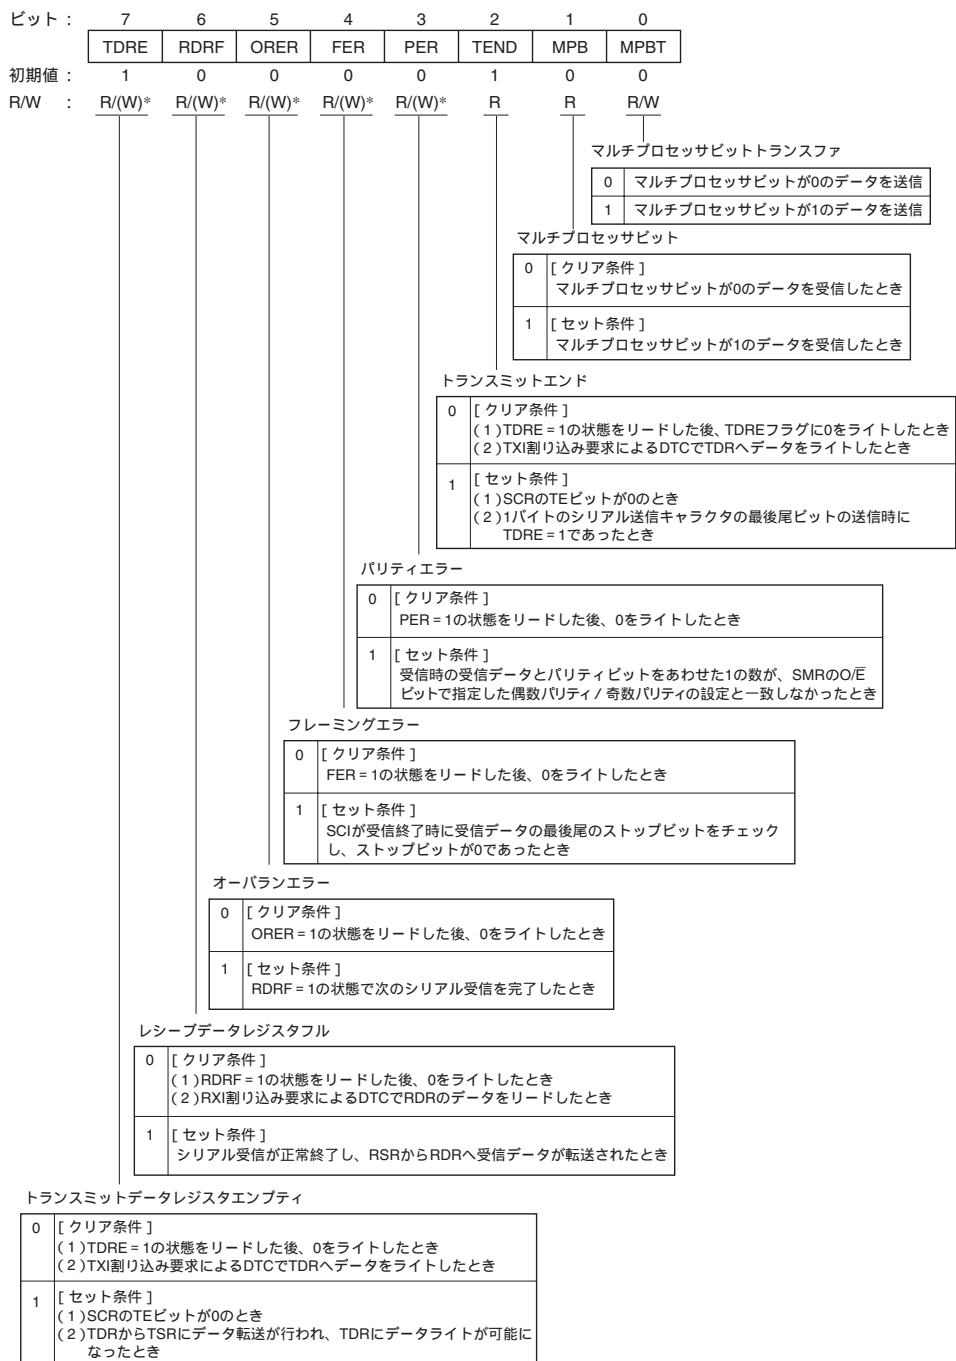 ビット： 7 6 5 4 3 2 1 0
TDRE RDRF ORER FER PER TEND MPB MPBT
初期値： 1 0 0 0 0 1 0 0
R/W ： R/(W)* R/(W)* R/(W)* R/(W)* R/(W)* R R R/W
マルチプロセッサビットトランスファ
0 マルチプロセッサビットが0のデータを送信
1 マルチプロセッサビットが1のデータを送信
マルチプロセッサビット
0 [クリア条件]
マルチプロセッサビットが0のデータを受信したとき
1 [セット条件]
マルチプロセッサビットが1のデータを受信したとき
トランスミットエンド
0 [クリア条件]
(1)TDRE=1の状態をリードした後、TDREフラグに0をライトしたとき
(2)TXI割り込み要求によるDTCでTDRへデータをライトしたとき
1 [セット条件]
(1)SCRのTEビットが0のとき
(2)1バイトのシリアル送信キャラクタの最後尾ビットの送信時に
TDRE=1であったとき
パリティエラー
0 [クリア条件]
PER=1の状態をリードした後、0をライトしたとき
1 [セット条件]
受信時の受信データとパリティビットをあわせた1の数が、SMRのO/E̅
ビットで指定した偶数パリティ/奇数パリティの設定と一致しなかったとき
フレーミングエラー
0 [クリア条件]
FER=1の状態をリードした後、0をライトしたとき
1 [セット条件]
SCIが受信終了時に受信データの最後尾のストップビットをチェック
し、ストップビットが0であったとき
オーバランエラー
0 [クリア条件]
ORER=1の状態をリードした後、0をライトしたとき
1 [セット条件]
RDRF=1の状態で次のシリアル受信を完了したとき
レシーブデータレジスタフル
0 [クリア条件]
(1)RDRF=1の状態をリードした後、0をライトしたとき
(2)RXI割り込み要求によるDTCでRDRのデータをリードしたとき
1 [セット条件]
シリアル受信が正常終了し、RSRからRDRへ受信データが転送されたとき
トランスミットデータレジスタエンプティ
0 [クリア条件]
(1)TDRE=1の状態をリードした後、0をライトしたとき
(2)TXI割り込み要求によるDTCでTDRへデータをライトしたとき
1 [セット条件]
(1)SCRのTEビットが0のとき
(2)TDRからTSRにデータ転送が行われ、TDRにデータライトが可能に
なったとき